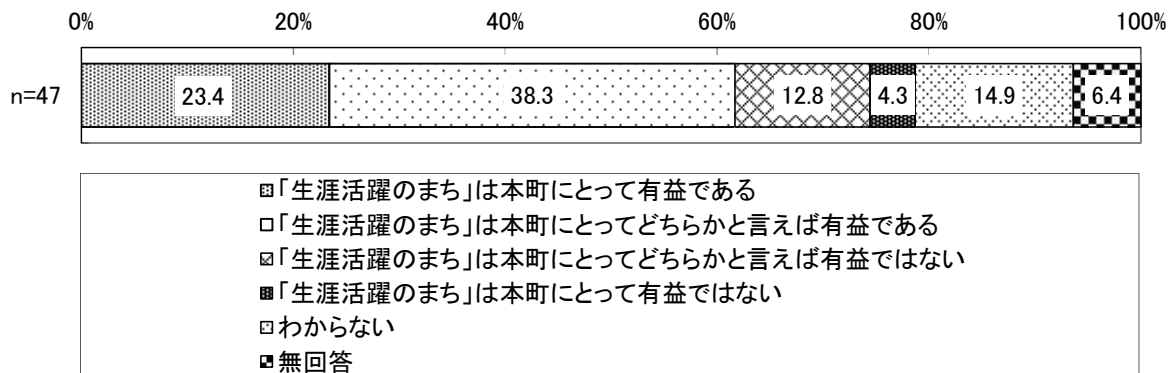 0% 20% 40% 60% 80% 100%
n=47 23.4 38.3 12.8 4.3 14.9 6.4
「生涯活躍のまち」は本町にとって有益である
「生涯活躍のまち」は本町にとってどちらかと言えば有益である
「生涯活躍のまち」は本町にとってどちらかと言えば有益ではない
「生涯活躍のまち」は本町にとって有益ではない
わからない
無回答